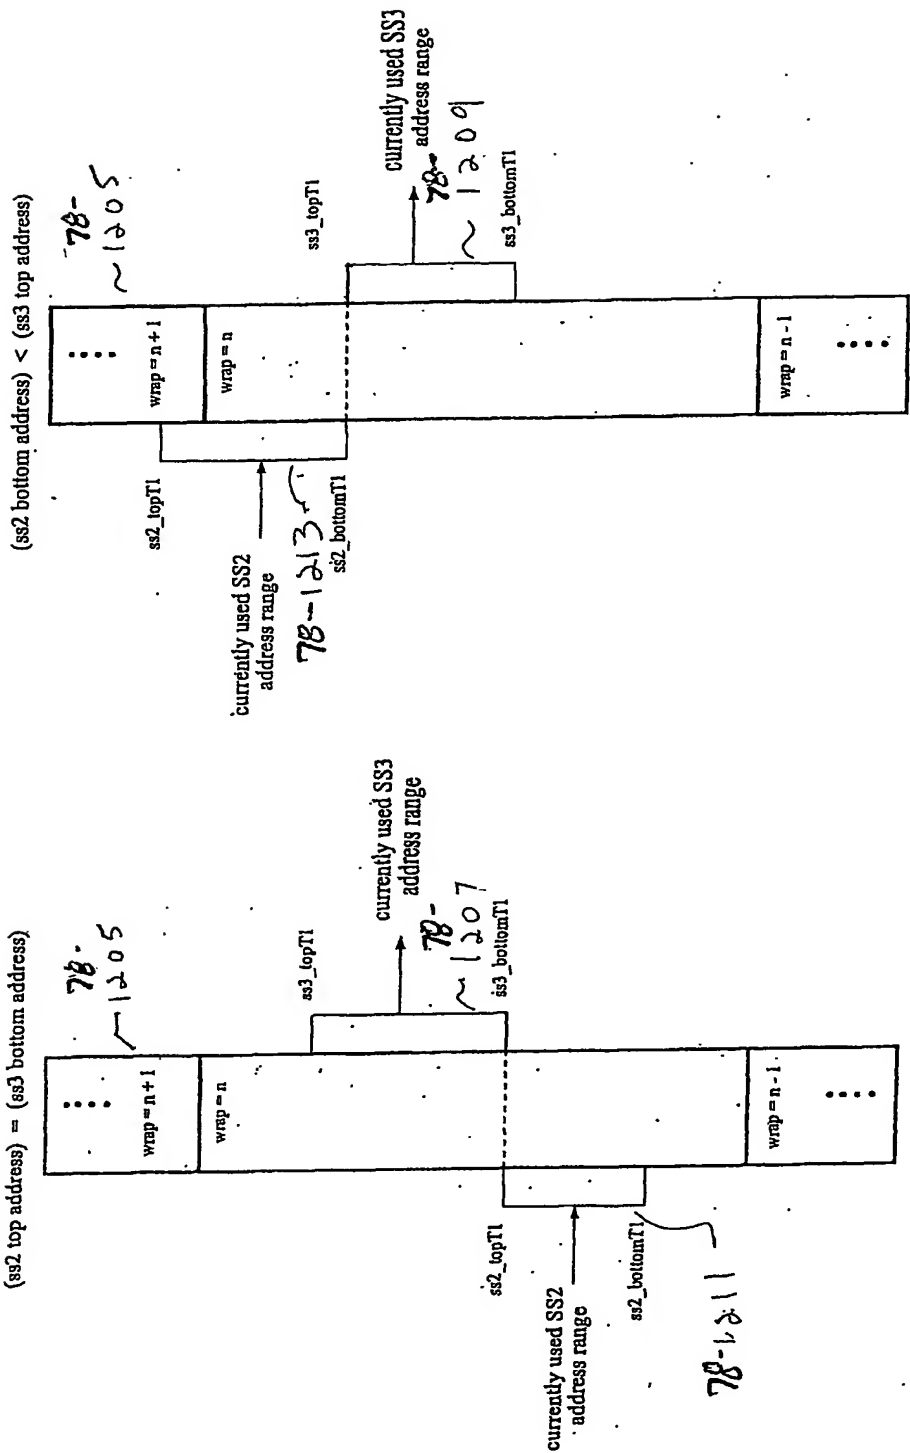 (ss2 top address) = (ss3 bottom address)
78-
~1205
wrap = n + 1
wrap = n
ss3_topT1
currently used SS3
address range
78-
~1207
ss3_bottomT1
ss2_topT1
currently used SS2
address range
ss2_bottomT1
78-1211
wrap = n - 1
(ss2 bottom address) < (ss3 top address)
78-
~1205
wrap = n + 1
wrap = n
ss2_topT1
currently used SS2
address range
78-1213
ss2_bottomT1
ss3_topT1
currently used SS3
address range
78-
~1209
ss3_bottomT1
wrap = n - 1